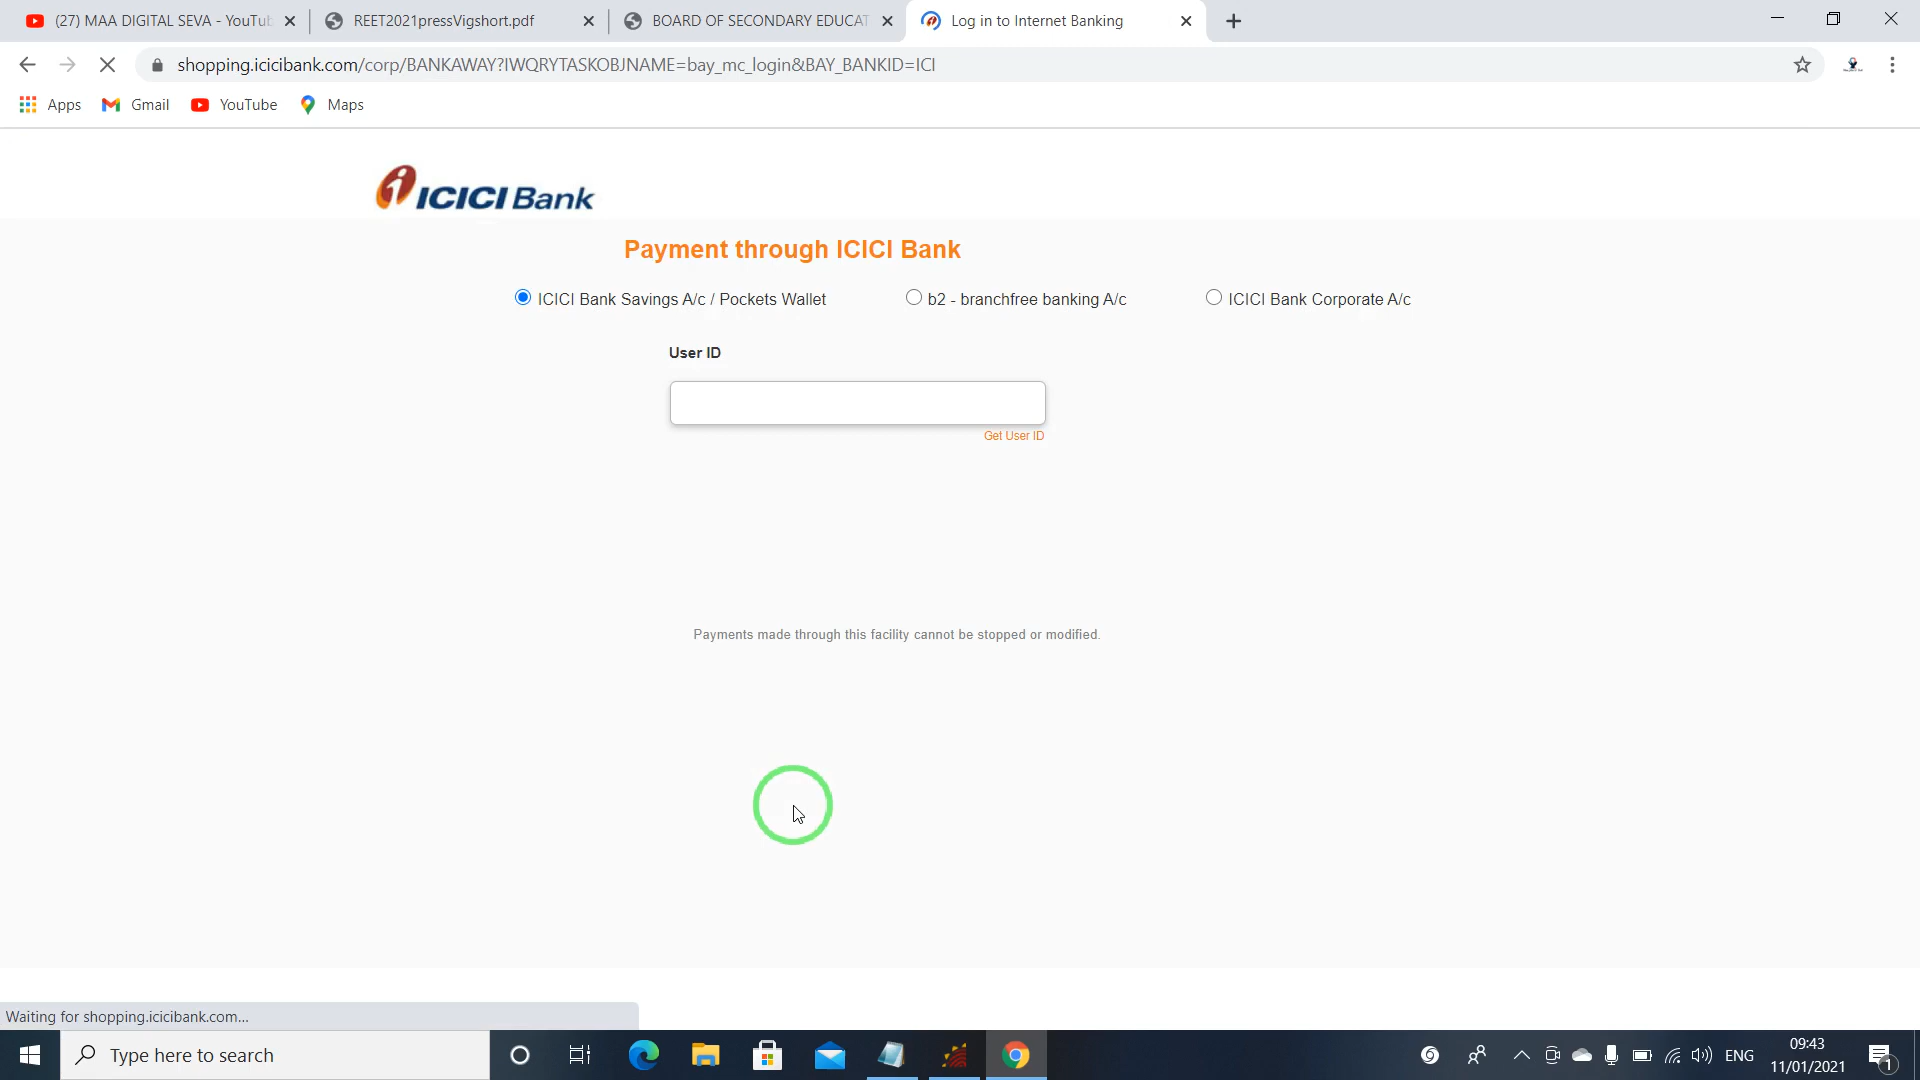 (27) MAA DIGITAL SEVA - YouTub
REET2021pressVigshort.pdf
BOARD OF SECONDARY EDUCAT
Log in to Internet Banking
shopping.icicibank.com/corp/BANKAWAY?IWQRYTASKOBJNAME=bay_mc_login&BAY_BANKID=ICI
Apps
Gmail
YouTube
Maps
ICICI Bank
Payment through ICICI Bank
ICICI Bank Savings A/c / Pockets Wallet
b2 - branchfree banking A/c
ICICI Bank Corporate A/c
User ID
Get User ID
Payments made through this facility cannot be stopped or modified.
Waiting for shopping.icicibank.com...
Type here to search
ENG
09:43
11/01/2021
1